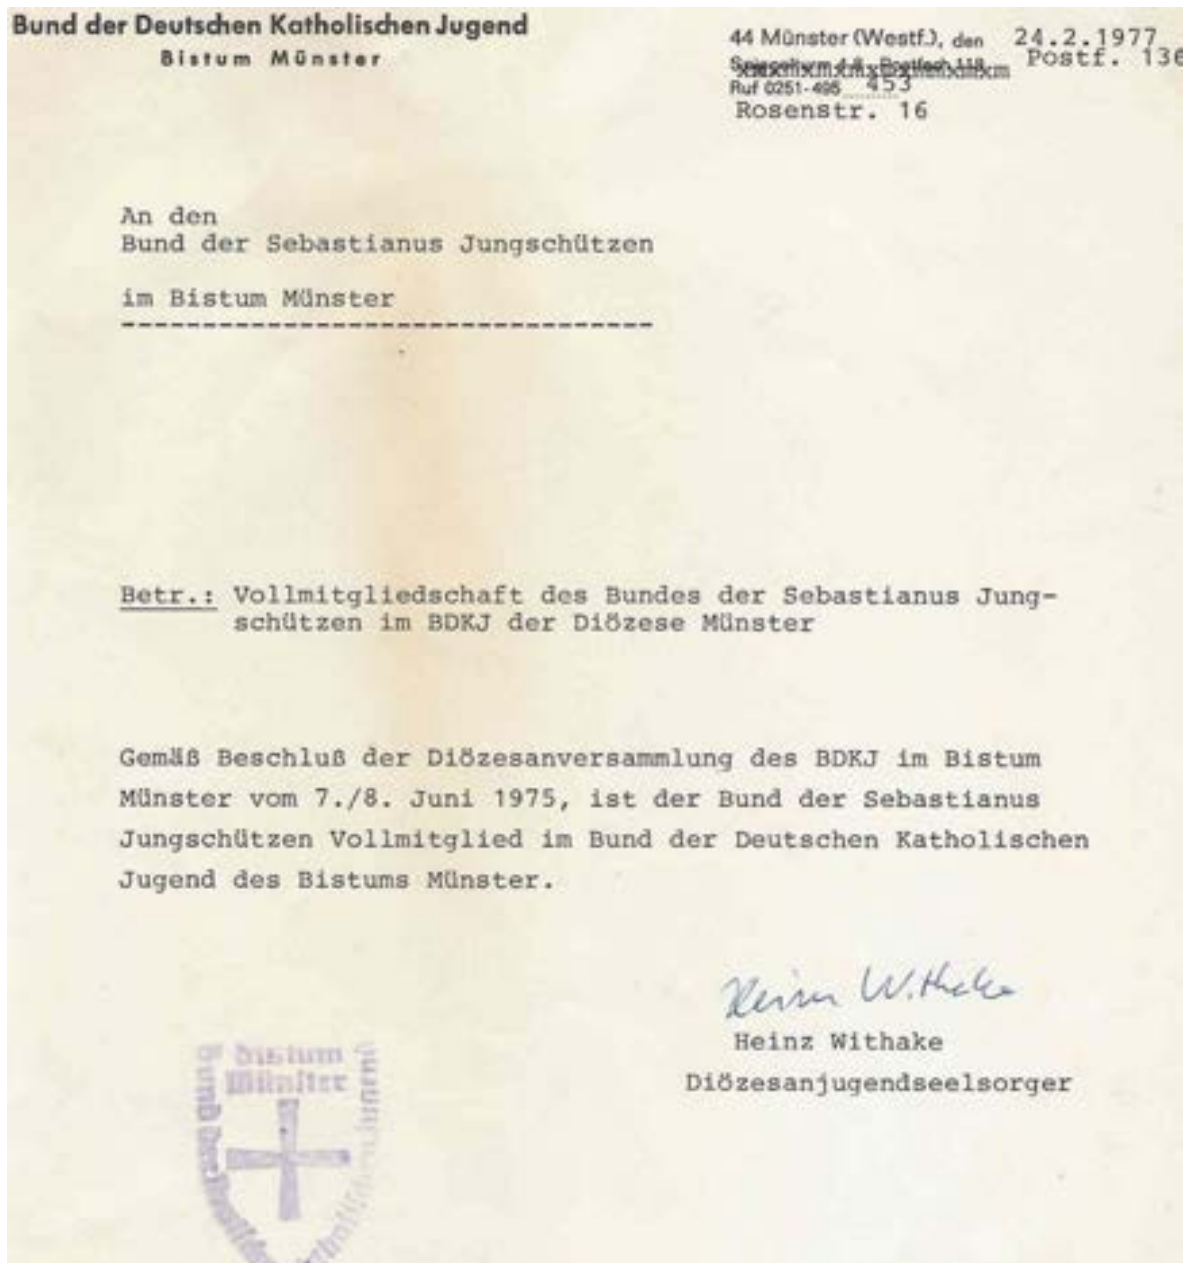 Bund der Deutschen Katholischen Jugend
Bistum Münster
44 Münster (Westf.), den 24.2.1977
Postf. 136
Ruf 0251-495 453
Rosenstr. 16
An den
Bund der Sebastianus Jungschützen
im Bistum Münster
Betr.: Vollmitgliedschaft des Bundes der Sebastianus Jung-
schützen im BDKJ der Diözese Münster
Gemäß Beschluß der Diözesanversammlung des BDKJ im Bistum
Münster vom 7./8. Juni 1975, ist der Bund der Sebastianus
Jungschützen Vollmitglied im Bund der Deutschen Katholischen
Jugend des Bistums Münster.
Heinz Withake
Heinz Withake
Diözesanjugendseelsorger
bistum
Münster
bund der